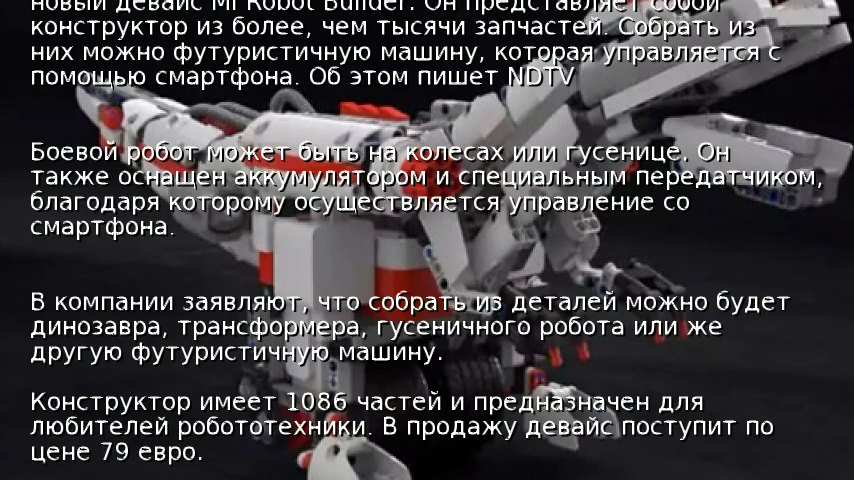 новый девайс Mi Robot Builder. Он представляет собой
конструктор из более, чем тысячи запчастей. Собрать из
них можно футуристичную машину, которая управляется с
помощью смартфона. Об этом пишет NDTV
Боевой робот может быть на колесах или гусенице. Он
также оснащен аккумулятором и специальным передатчиком,
благодаря которому осуществляется управление со
смартфона.
В компании заявляют, что собрать из деталей можно будет
динозавра, трансформера, гусеничного робота или же
другую футуристичную машину.
Конструктор имеет 1086 частей и предназначен для
любителей робототехники. В продажу девайс поступит по
цене 79 евро.